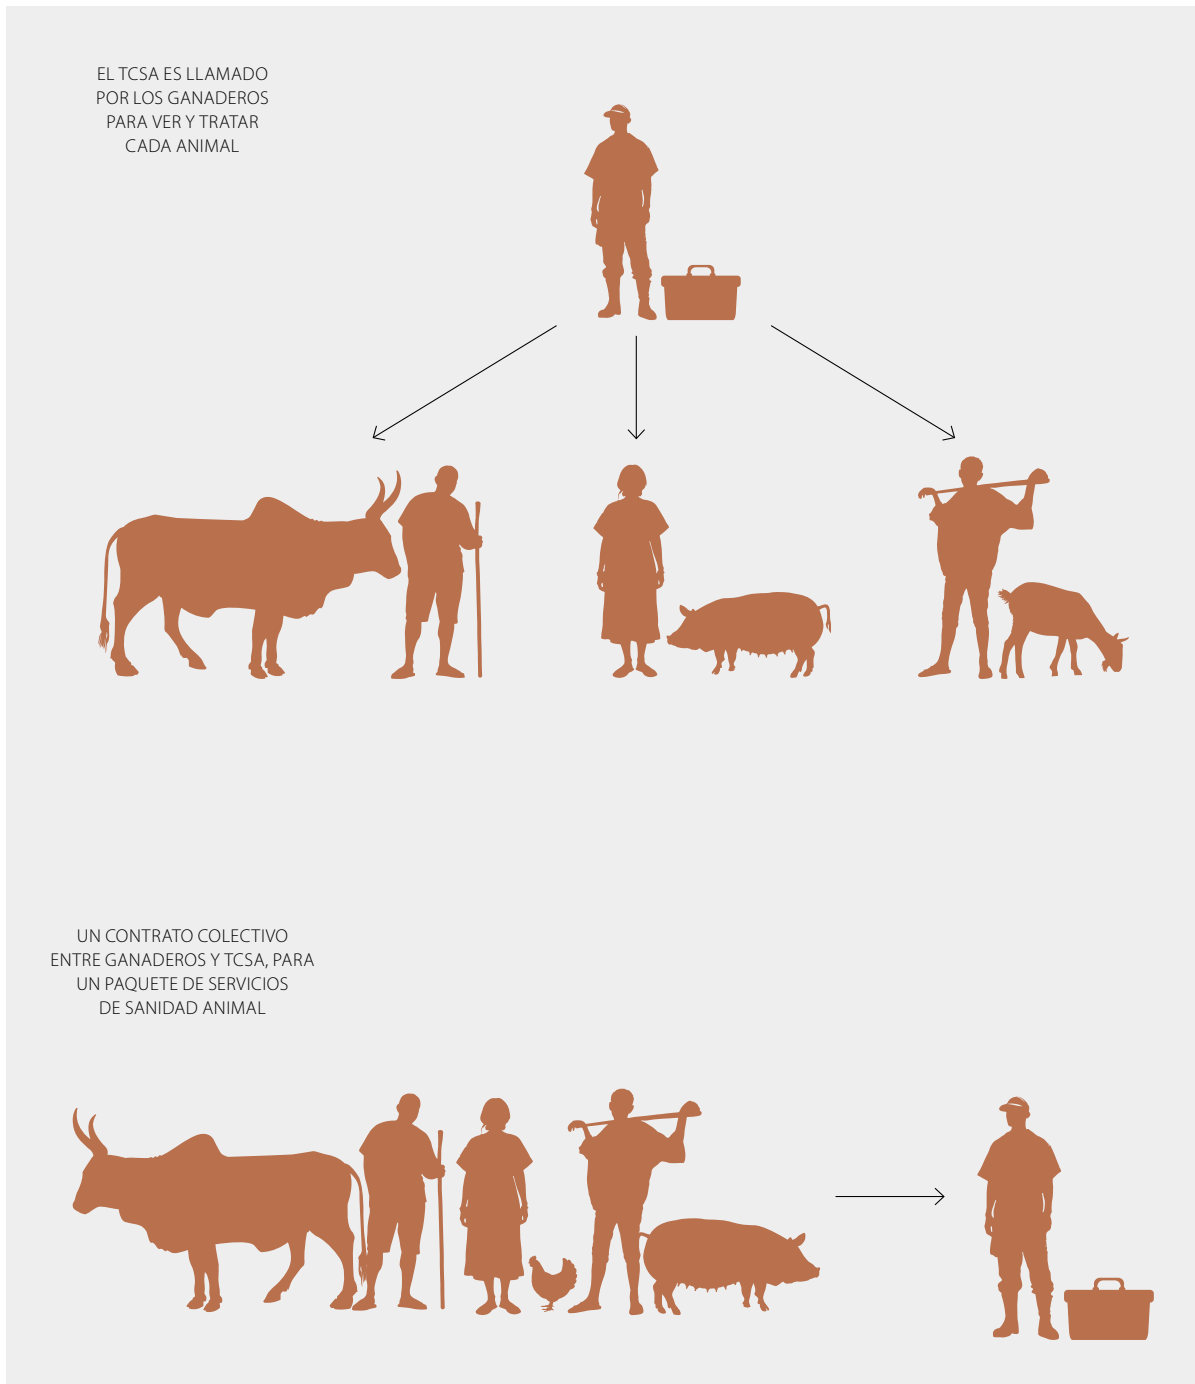 EL TCSA ES LLAMADO
POR LOS GANADEROS
PARA VER Y TRATAR
CADA ANIMAL
UN CONTRATO COLECTIVO
ENTRE GANADEROS Y TCSA, PARA
UN PAQUETE DE SERVICIOS
DE SANIDAD ANIMAL